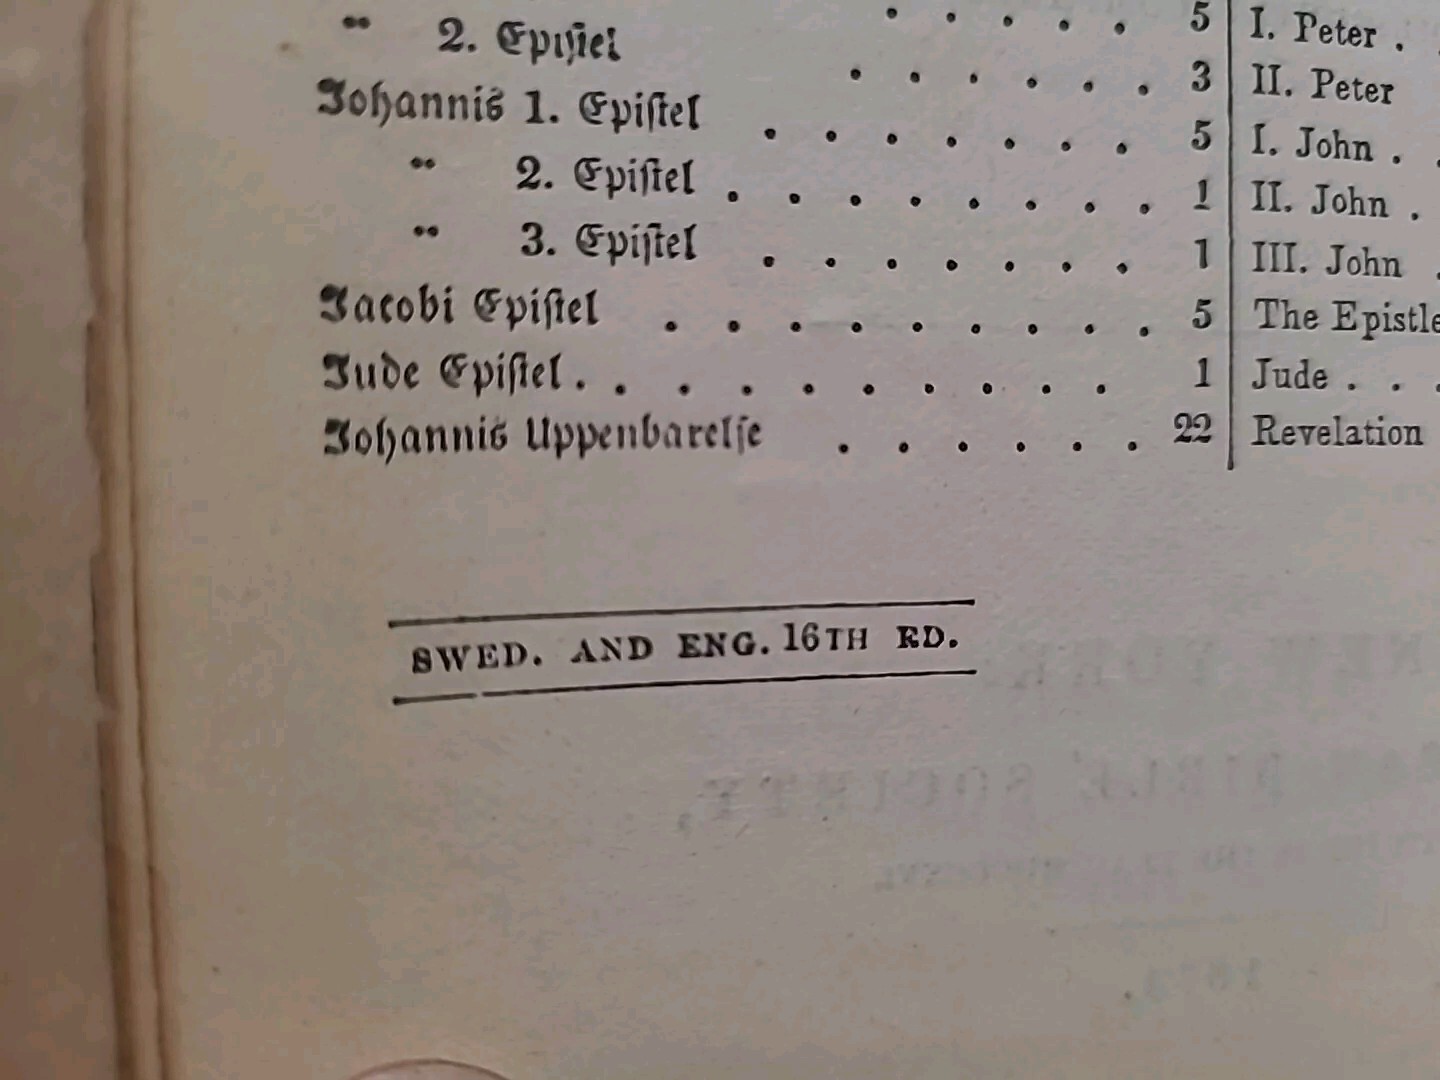 " 2. Epistel . . . . . 5 I. Peter .
Johannis 1. Epistel . . . . . . 3 II. Peter
" 2. Epistel . . . . . . . 5 I. John .
" 3. Epistel . . . . . . . . 1 II. John .
Jacobi Epistel . . . . . . . 1 III. John .
Jude Epistel . . . . . . . . . 5 The Epistle
Johannis Uppenbarelse . . . . . . . . . 1 Jude . . .
. . . . . . 22 Revelation
SWED. AND ENG. 16TH ED.
BIBLE SOCIETY,